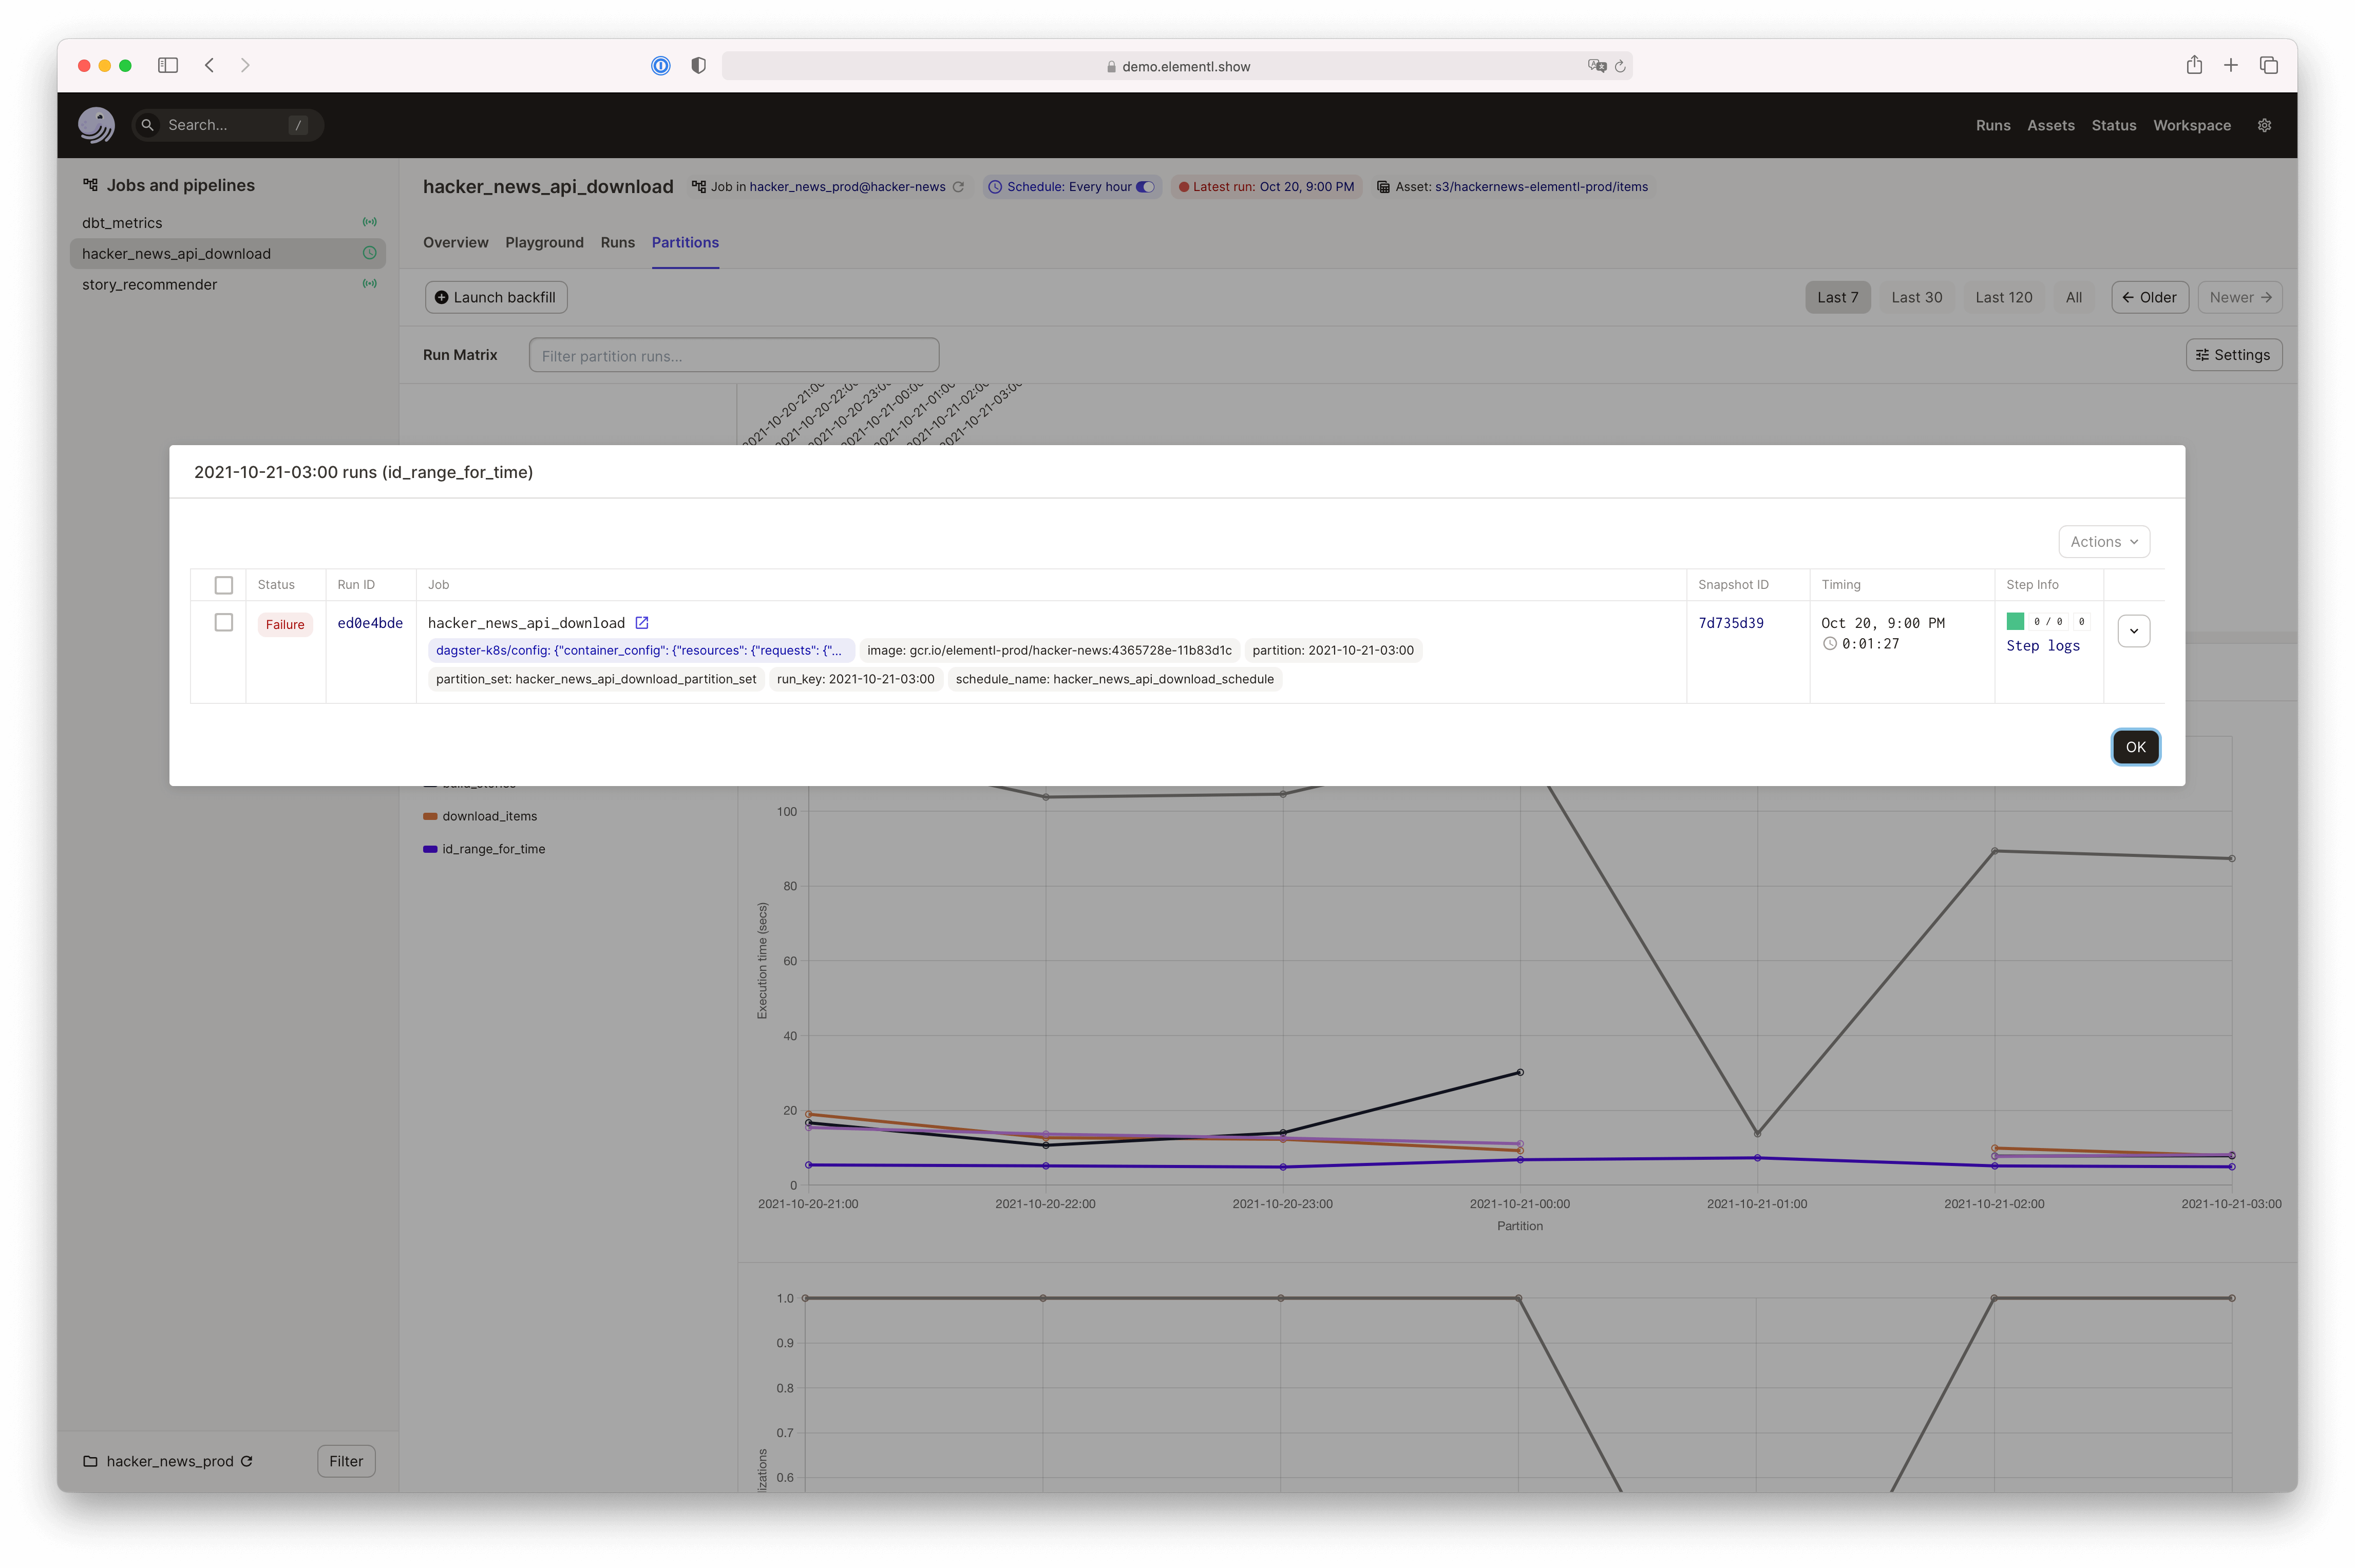 demo.elementl.show
Search... /
Runs Assets Status Workspace
Jobs and pipelines
dbt_metrics
hacker_news_api_download
story_recommender
hacker_news_api_download Job in hacker_news_prod@hacker-news Schedule: Every hour Latest run: Oct 20, 9:00 PM Asset: s3/hackernews-elementl-prod/items
Overview Playground Runs Partitions
Launch backfill Last 7 Last 30 Last 120 All Older Newer
Run Matrix Filter partition runs... Settings
2021-10-20-21:00
2021-10-20-22:00
2021-10-20-23:00
2021-10-21-00:00
2021-10-21-01:00
2021-10-21-02:00
2021-10-21-03:00
2021-10-21-03:00 runs (id_range_for_time)
Actions
Status Run ID Job Snapshot ID Timing Step Info
Failure ed0e4bde hacker_news_api_download 7d735d39 Oct 20, 9:00 PM 0 / 0 0
0:01:27 Step logs
dagster-k8s/config: {"container_config": {"resources": {"requests": {"... image: gcr.io/elementl-prod/hacker-news:4365728e-11b83d1c partition: 2021-10-21-03:00
partition_set: hacker_news_api_download_partition_set run_key: 2021-10-21-03:00 schedule_name: hacker_news_api_download_schedule
OK
download_items
id_range_for_time
100
80
60
40
20
0
Execution time (secs)
2021-10-20-21:00 2021-10-20-22:00 2021-10-20-23:00 2021-10-21-00:00 2021-10-21-01:00 2021-10-21-02:00 2021-10-21-03:00
Partition
1.0
0.9
0.8
0.7
0.6
hacker_news_prod Filter